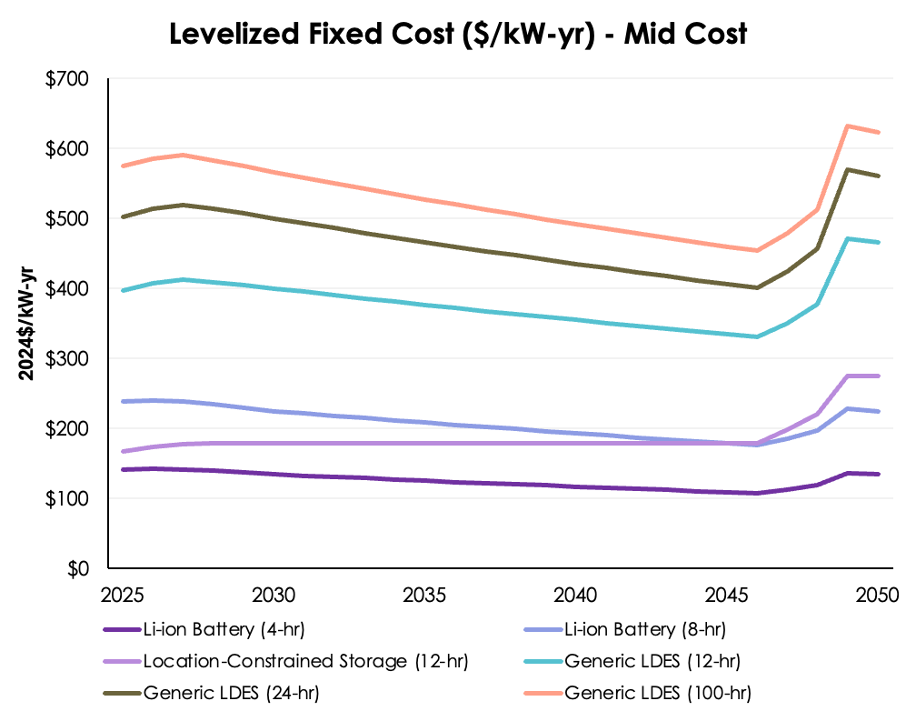 Levelized Fixed Cost ($/kW-yr) - Mid Cost
2024$/kW-yr
$700
$600
$500
$400
$300
$200
$100
$0
2025 2030 2035 2040 2045 2050
Li-ion Battery (4-hr) Li-ion Battery (8-hr)
Location-Constrained Storage (12-hr) Generic LDES (12-hr)
Generic LDES (24-hr) Generic LDES (100-hr)